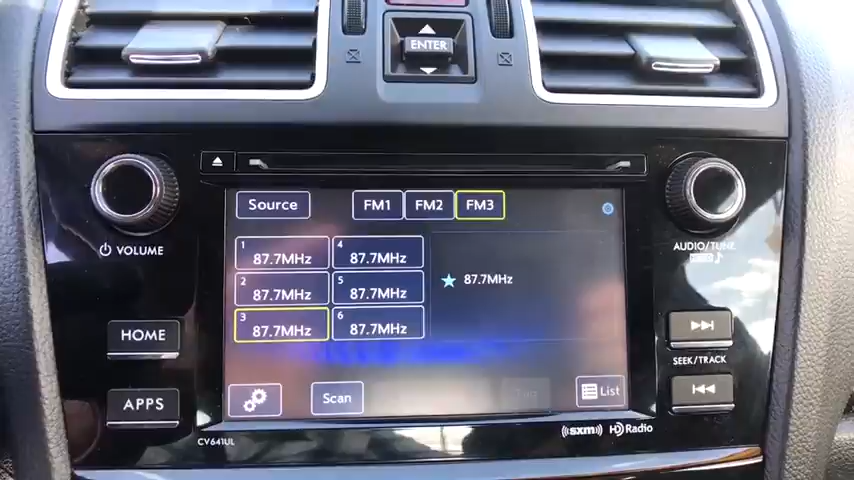 ENTER
Source
FM1 FM2 FM3
1 87.7MHz
4 87.7MHz
2 87.7MHz
5 87.7MHz
3 87.7MHz
6 87.7MHz
★ 87.7MHz
Scan
List
VOLUME
HOME
APPS
AUDIO/TUNE
SEEK/TRACK
CV641UL
((sxm))
HD Radio